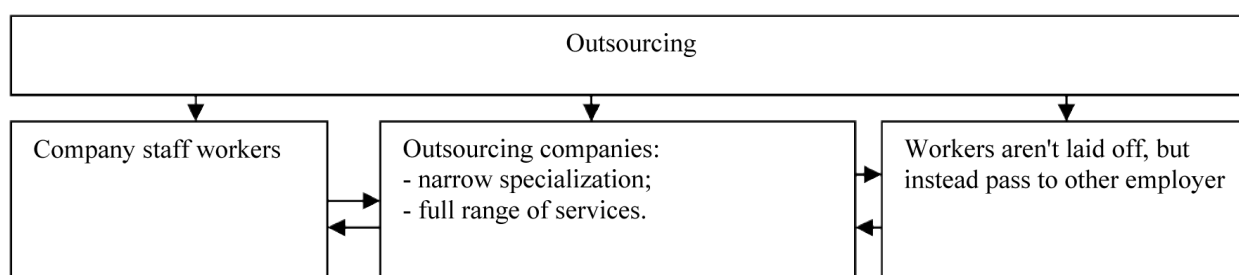 Outsourcing
Company staff workers
Outsourcing companies:
- narrow specialization;
- full range of services.
Workers aren't laid off, but
instead pass to other employer